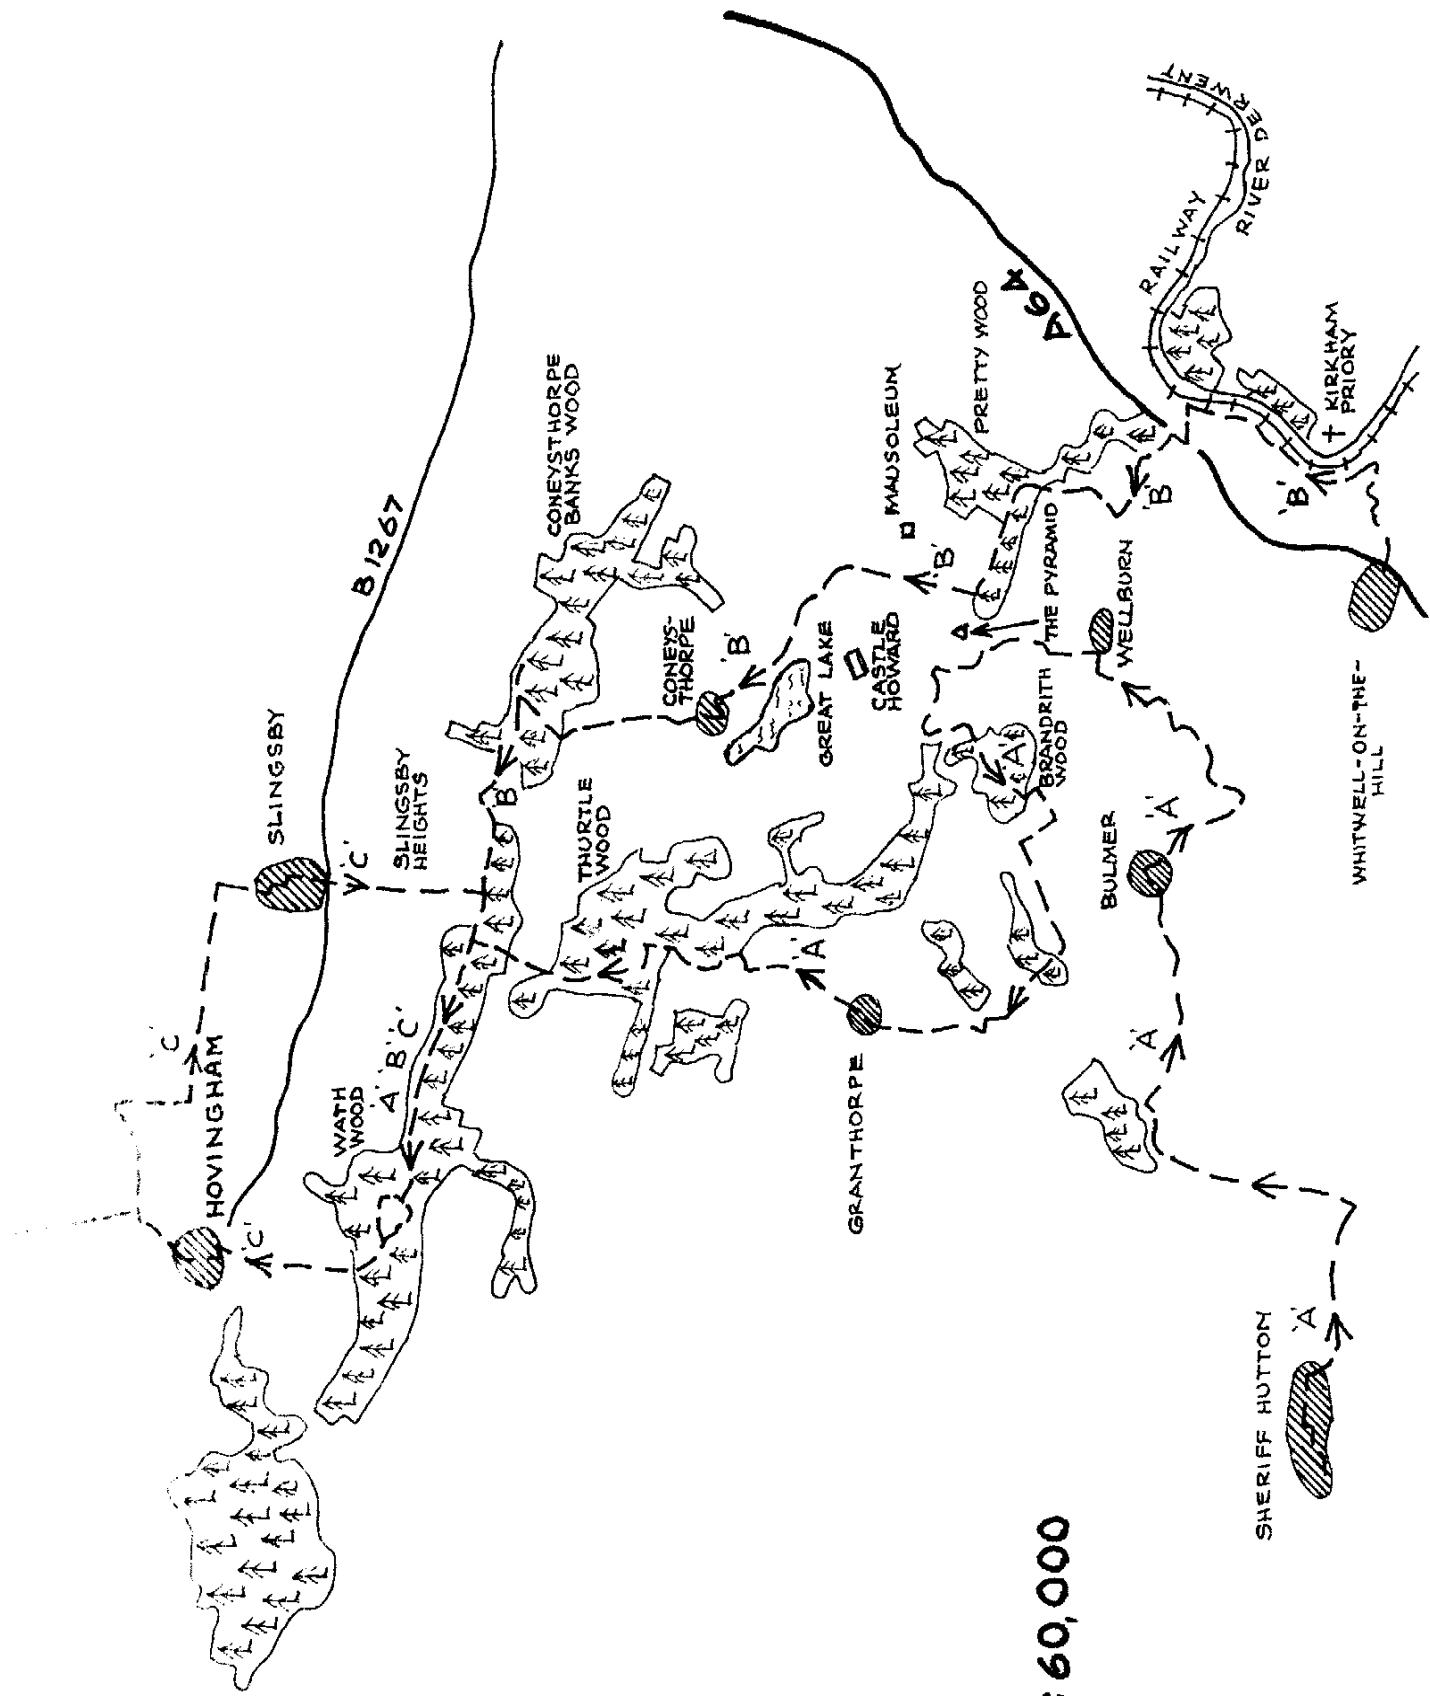 HOVINGHAM
'C'
'C'
SLINGSBY
'C'
B1267
SLINGSBY
HEIGHTS
WATH
WOOD
'A' 'B' 'C'
CONEYSTHORPE
BANKS WOOD
'B'
THURTLE
WOOD
CONEYS-
THORPE
'B'
GREAT LAKE
CASTLE
HOWARD
MAUSOLEUM
'B'
PRETTY WOOD
A64
THE PYRAMID
WELLBURN
'B'
RAILWAY
RIVER DERWENT
KIRKHAM
PRIORY
'B'
WHITWELL-ON-THE-
HILL
BRANDRITH
WOOD
'A'
'A'
GRANTHORPE
BULMER
'A'
'A'
SHERIFF HUTTON
'A'
60,000